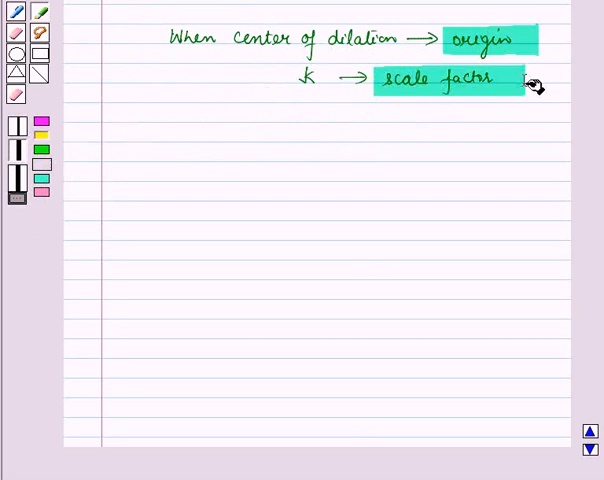 When center of dilation → origin
k → scale factor